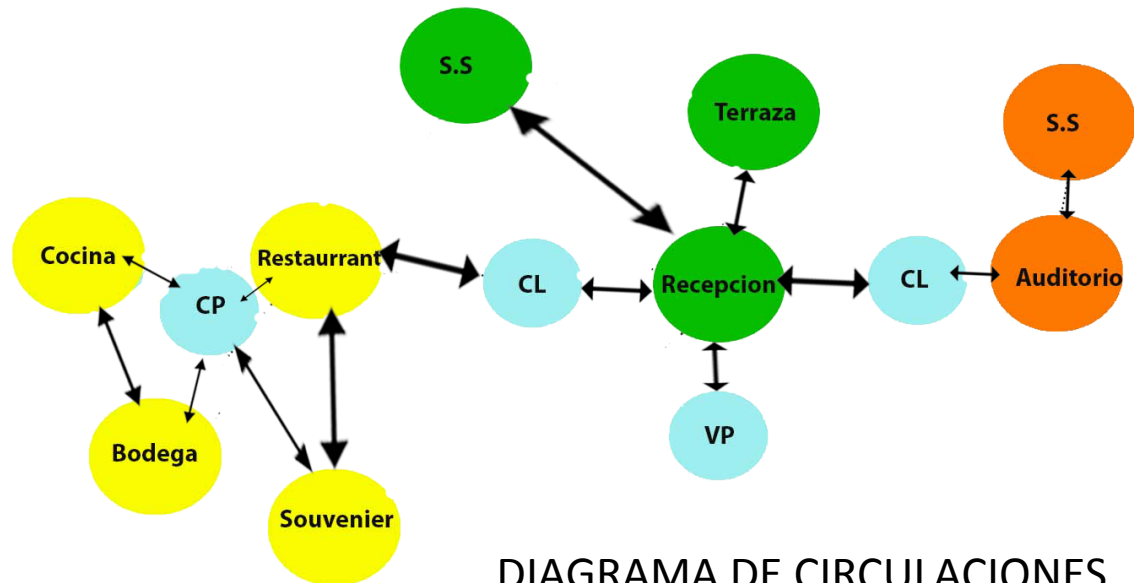 S.S
Terraza
S.S
Cocina
Restaurrant
CP
CL
Recepcion
CL
Auditorio
Bodega
VP
Souvenier
DIAGRAMA DE CIRCULACIONES